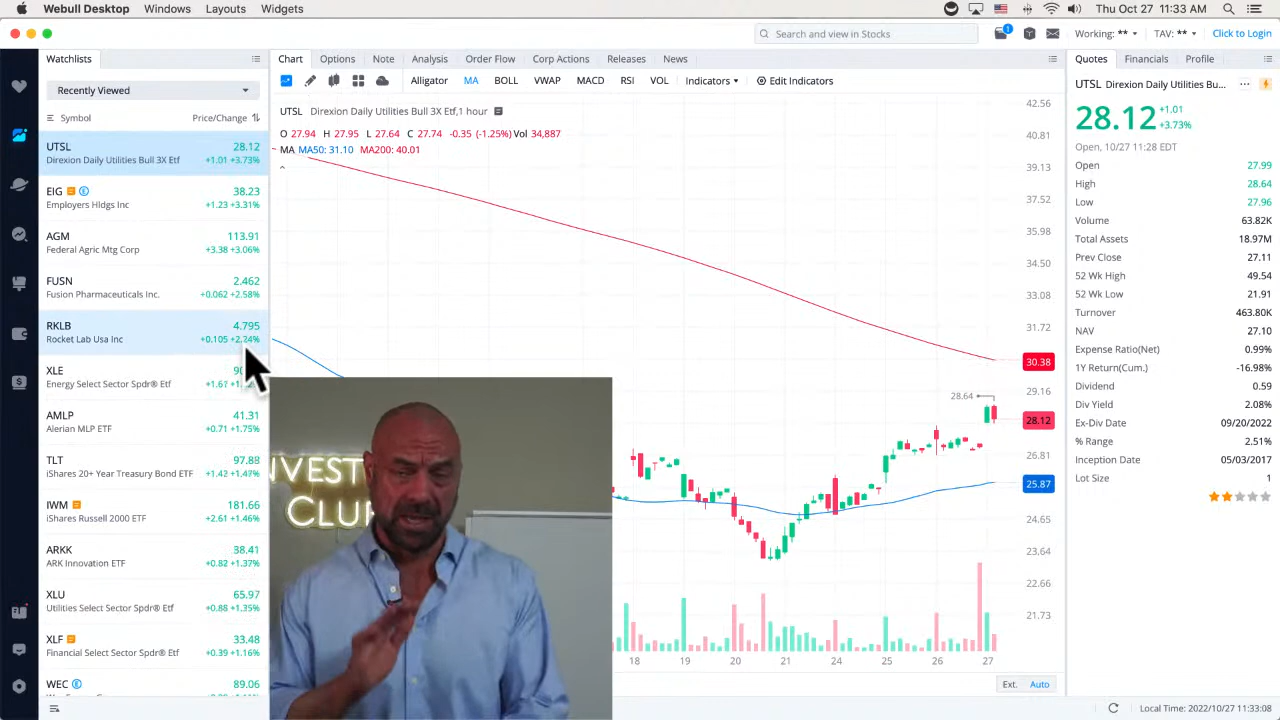 Webull Desktop Windows Layouts Widgets
Thu Oct 27 11:33 AM
Search and view in Stocks
1
Working: ** TAV: ** Click to Login
Watchlists
Chart Options Note Analysis Order Flow Corp Actions Releases News
Quotes Financials Profile
Recently Viewed
Alligator MA BOLL VWAP MACD RSI VOL Indicators Edit Indicators
Symbol Price/Change
UTSL 28.12
Direxion Daily Utilities Bull 3X Etf +1.01 +3.73%
EIG 38.23
Employers Hldgs Inc +1.23 +3.31%
AGM 113.91
Federal Agric Mtg Corp +3.38 +3.06%
FUSN 2.462
Fusion Pharmaceuticals Inc. +0.062 +2.58%
RKLB 4.795
Rocket Lab Usa Inc +0.105 +2.24%
XLE
Energy Select Sector Spdr® Etf
AMLP 41.31
Alerian MLP ETF +0.71 +1.75%
TLT 97.88
iShares 20+ Year Treasury Bond ETF +1.42 +1.47%
IWM 181.66
iShares Russell 2000 ETF +2.61 +1.46%
ARKK 38.41
ARK Innovation ETF +0.82 +1.37%
XLU 65.97
Utilities Select Sector Spdr® Etf +0.88 +1.35%
XLF 33.48
Financial Select Sector Spdr® Etf +0.39 +1.16%
WEC 89.06
UTSL Direxion Daily Utilities Bull 3X Etf,1 hour
O 27.94 H 27.95 L 27.64 C 27.74 -0.35 (-1.25%) Vol 34,887
MA MA50: 31.10 MA200: 40.01
42.56
40.81
39.13
37.52
35.98
34.50
33.08
31.72
30.38
29.16
28.64
28.12
26.81
25.87
24.65
23.64
22.66
21.73
18 19 20 21 24 25 26 27
Ext. Auto
INVEST
CLU
UTSL Direxion Daily Utilities Bu...
28.12 +1.01
+3.73%
Open, 10/27 11:28 EDT
Open 27.99
High 28.64
Low 27.96
Volume 63.82K
Total Assets 18.97M
Prev Close 27.11
52 Wk High 49.54
52 Wk Low 21.91
Turnover 463.80K
NAV 27.10
Expense Ratio(Net) 0.99%
1Y Return(Cum.) -16.98%
Dividend 0.59
Div Yield 2.08%
Ex-Div Date 09/20/2022
% Range 2.51%
Inception Date 05/03/2017
Lot Size 1
Local Time: 2022/10/27 11:33:08